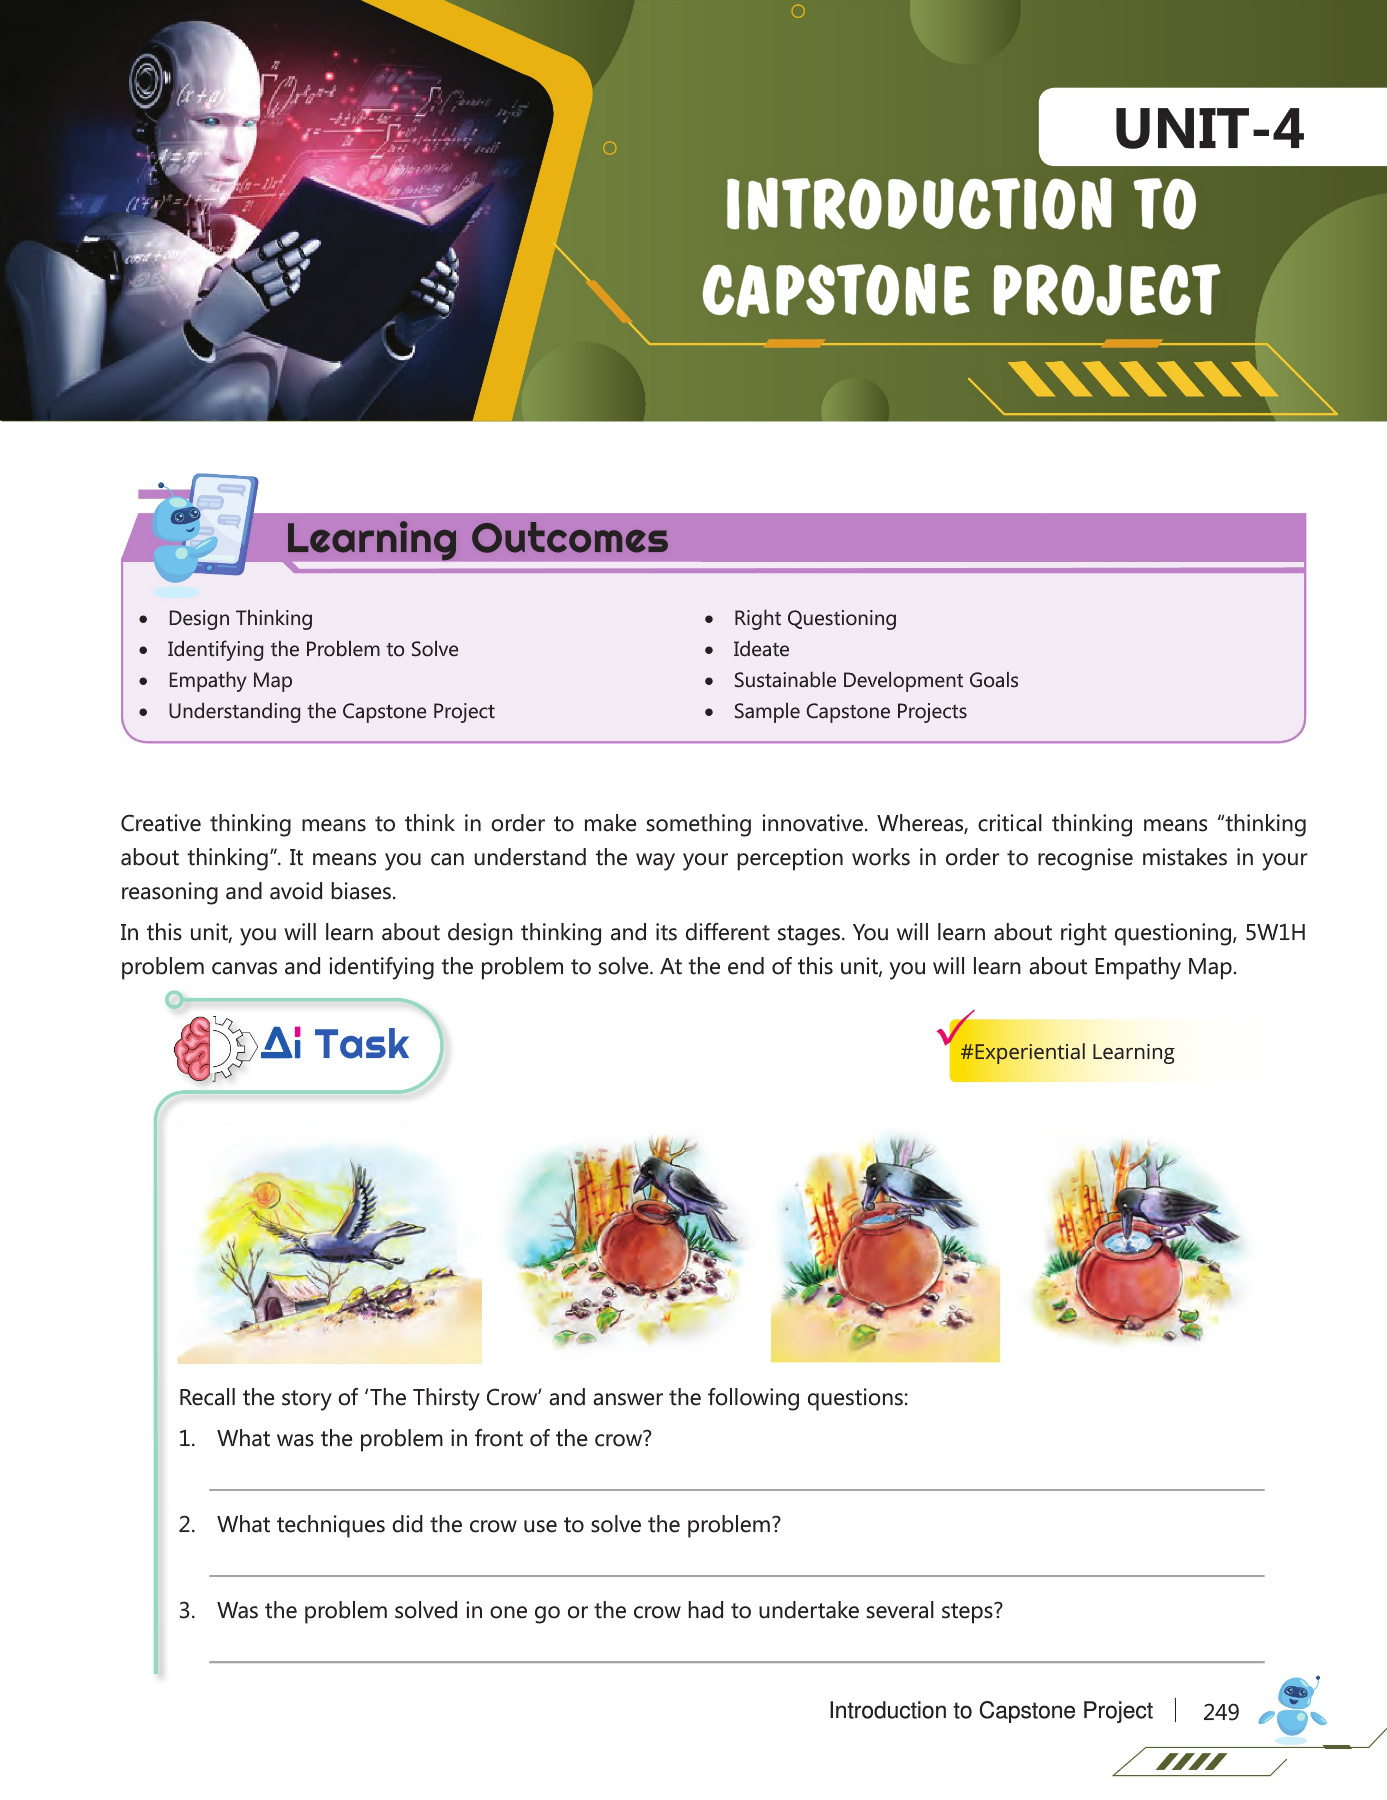 UNIT-4
INTRODUCTION TO
CAPSTONE PROJECT
Learning Outcomes
• Design Thinking
• Identifying the Problem to Solve
• Empathy Map
• Understanding the Capstone Project
• Right Questioning
• Ideate
• Sustainable Development Goals
• Sample Capstone Projects
Creative thinking means to think in order to make something innovative. Whereas, critical thinking means “thinking
about thinking”. It means you can understand the way your perception works in order to recognise mistakes in your
reasoning and avoid biases.
In this unit, you will learn about design thinking and its different stages. You will learn about right questioning, 5W1H
problem canvas and identifying the problem to solve. At the end of this unit, you will learn about Empathy Map.
Ai Task
#Experiential Learning
Recall the story of ‘The Thirsty Crow’ and answer the following questions:
1. What was the problem in front of the crow?
2. What techniques did the crow use to solve the problem?
3. Was the problem solved in one go or the crow had to undertake several steps?
Introduction to Capstone Project | 249